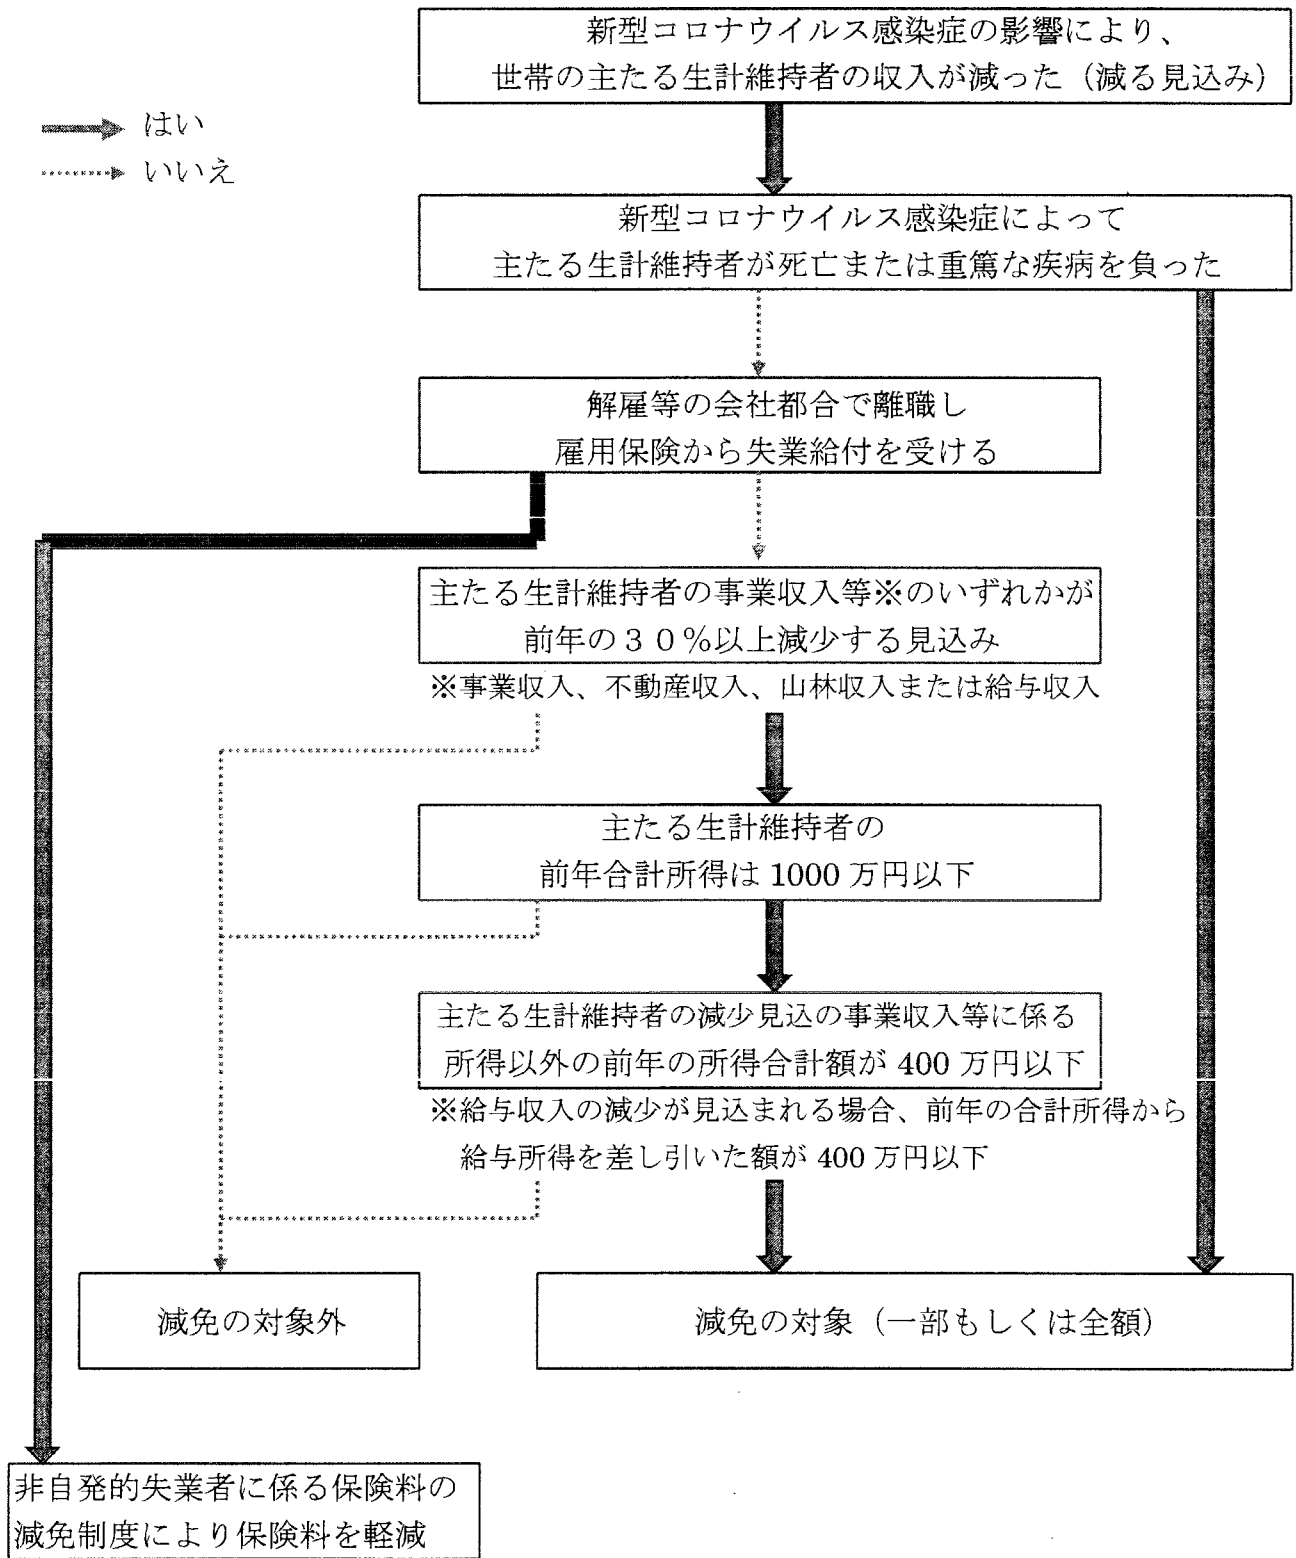 新型コロナウイルス感染症の影響により、
世帯の主たる生計維持者の収入が減った（減る見込み）
はい
いいえ
新型コロナウイルス感染症によって
主たる生計維持者が死亡または重篤な疾病を負った
解雇等の会社都合で離職し
雇用保険から失業給付を受ける
主たる生計維持者の事業収入等※のいずれかが
前年の３０％以上減少する見込み
※事業収入、不動産収入、山林収入または給与収入
主たる生計維持者の
前年合計所得は 1000 万円以下
主たる生計維持者の減少見込の事業収入等に係る
所得以外の前年の所得合計額が 400 万円以下
※給与収入の減少が見込まれる場合、前年の合計所得から
給与所得を差し引いた額が 400 万円以下
減免の対象外
減免の対象（一部もしくは全額）
非自発的失業者に係る保険料の
減免制度により保険料を軽減